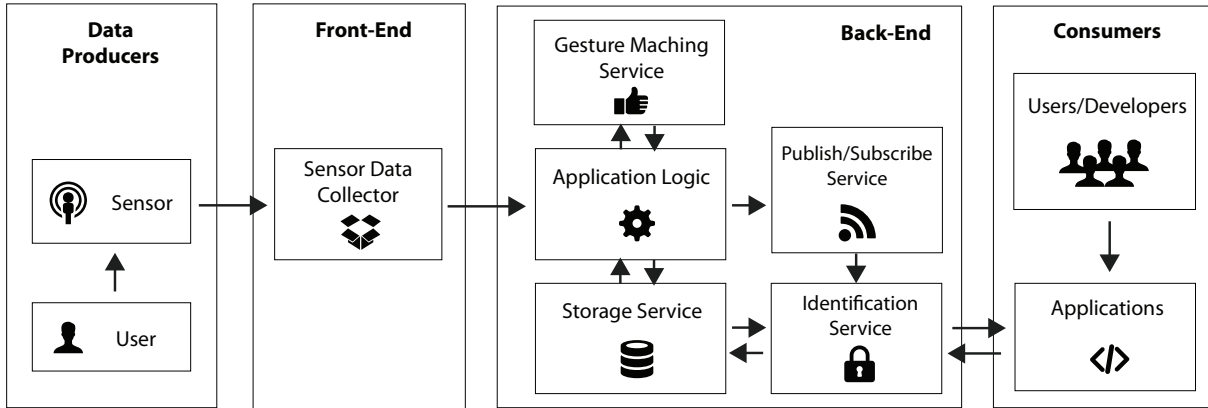 Data
Producers
Sensor
User
Front-End
Sensor Data
Collector
Back-End
Gesture Maching
Service
Application Logic
Publish/Subscribe
Service
Storage Service
Identification
Service
Consumers
Users/Developers
Applications